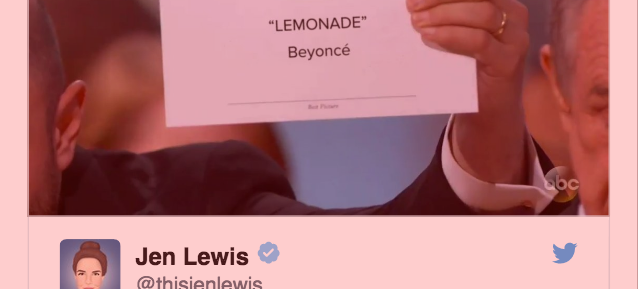 “LEMONADE”
Beyoncé
abc
Jen Lewis
@thisjenlewis